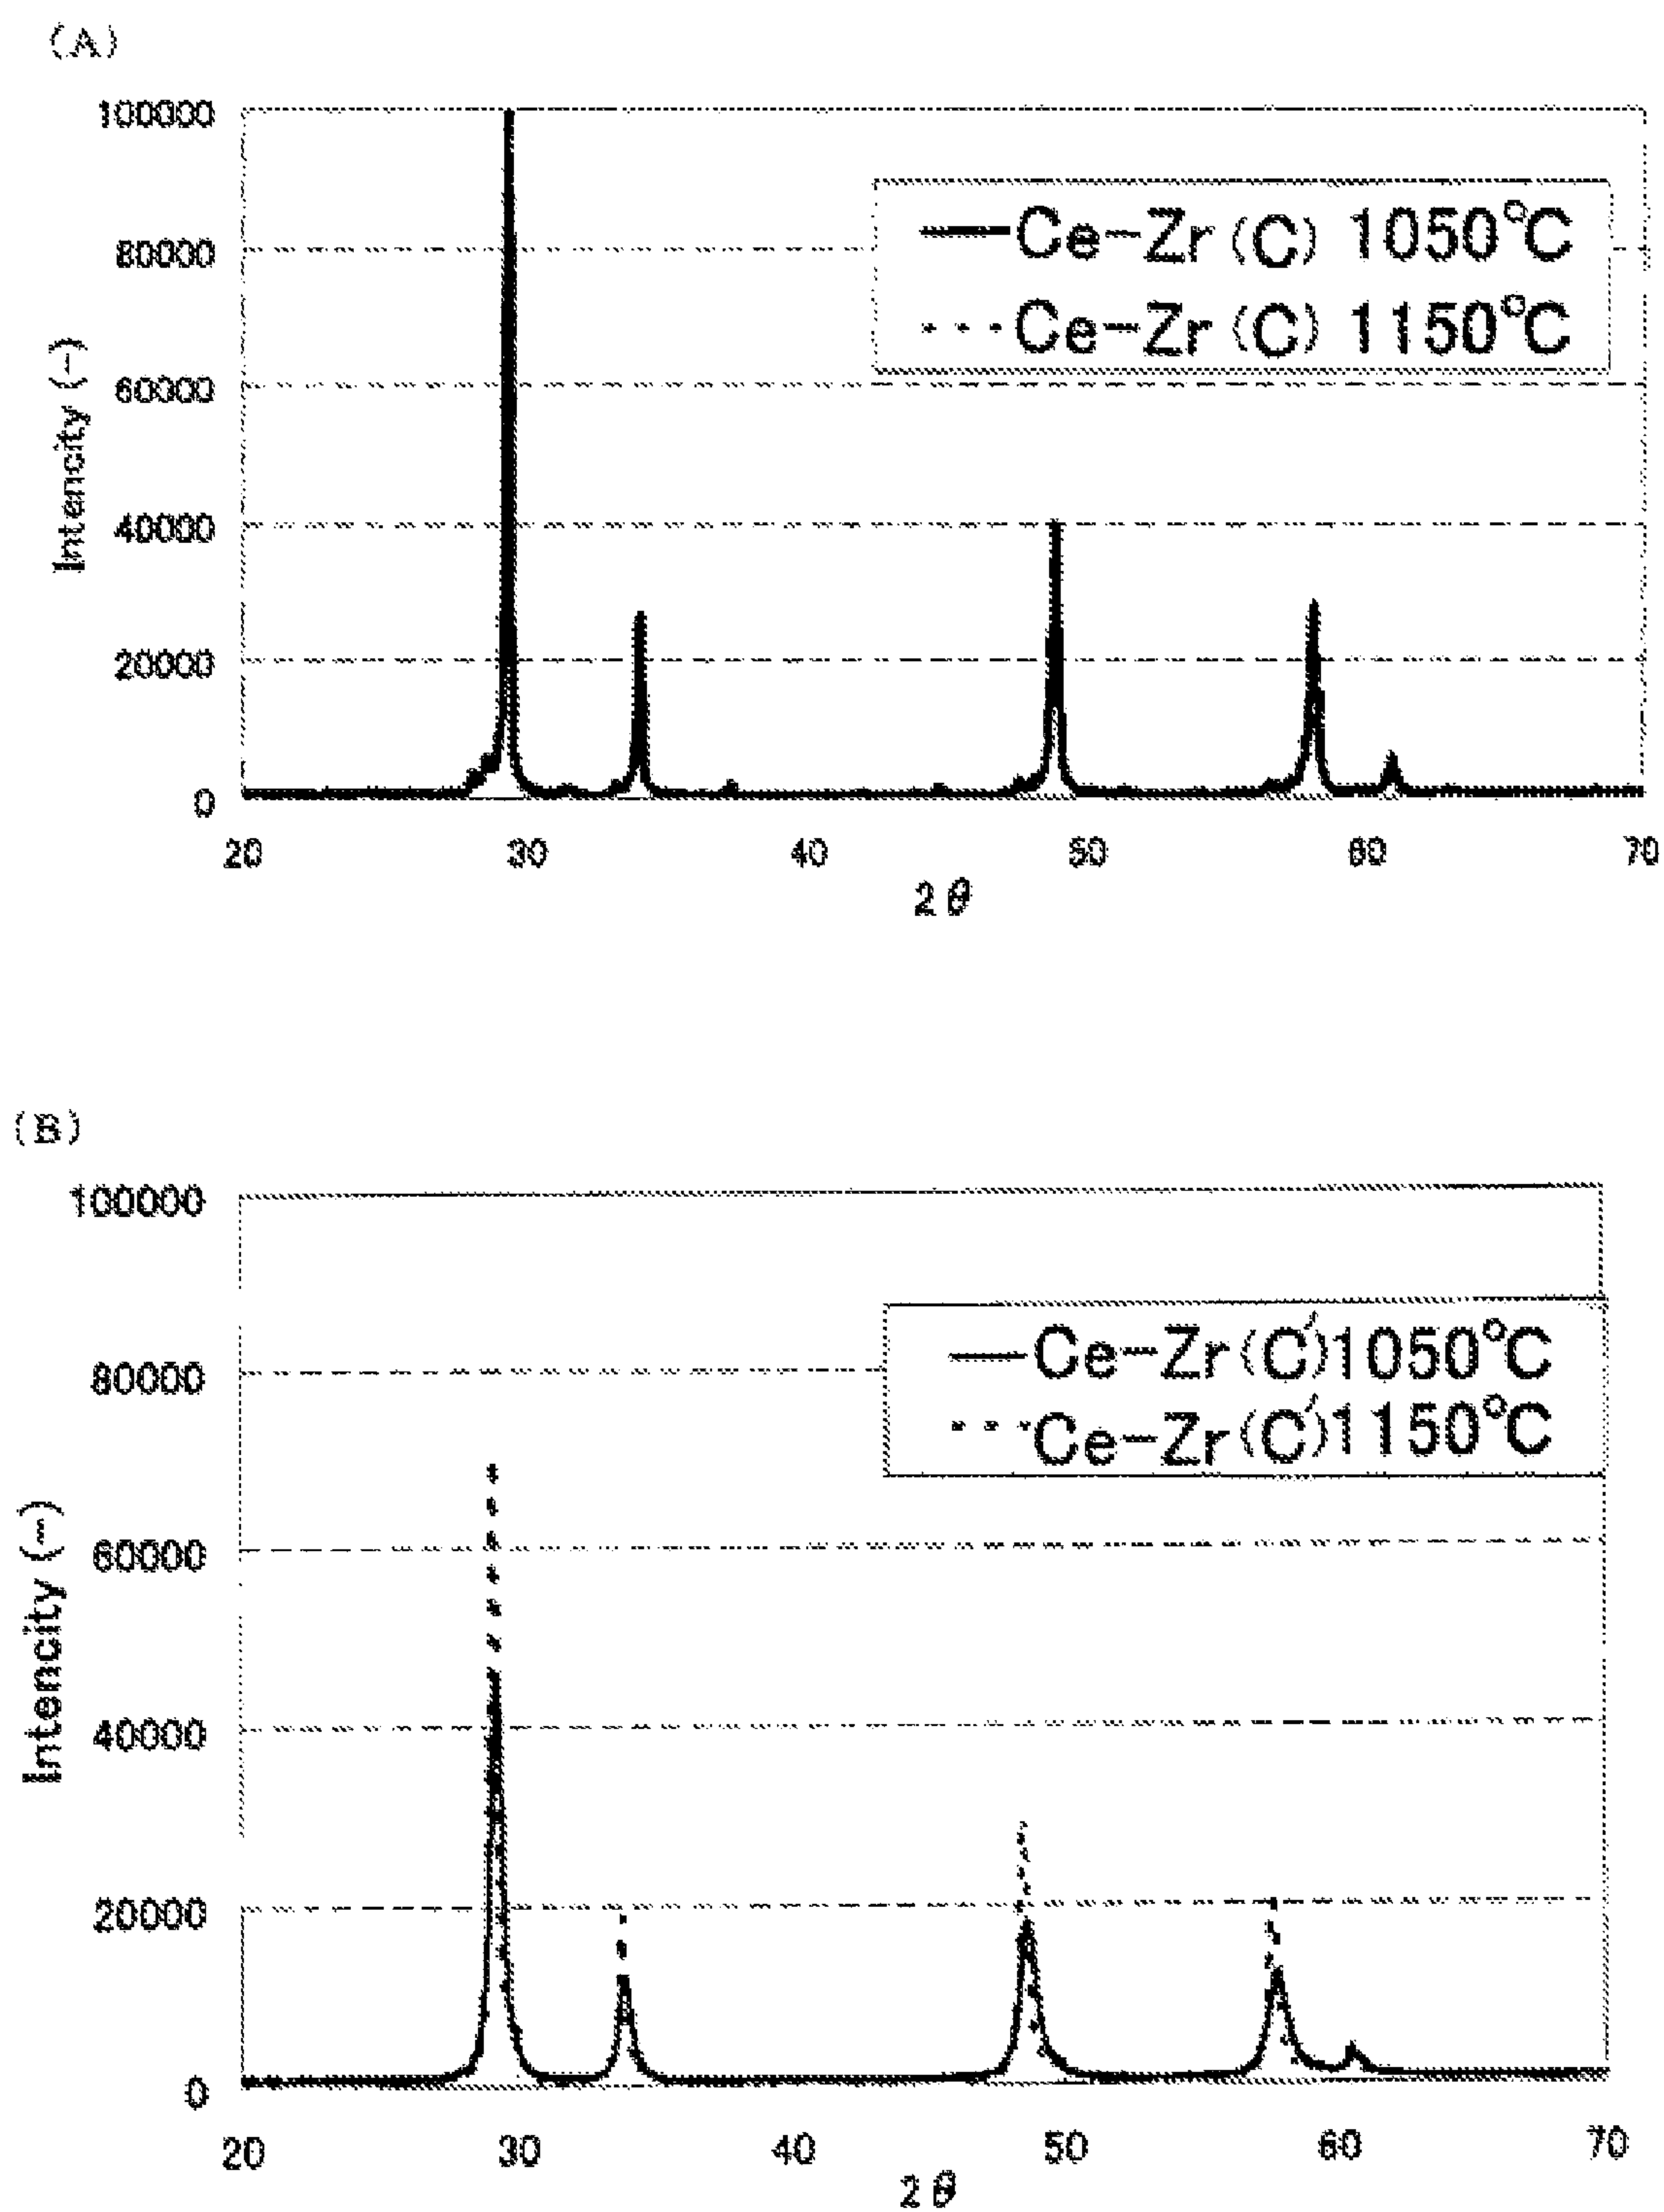 (A)
100000
80000
60000
40000
20000
0
Intencity (-)
Ce-Zr (C) 1050°C
Ce-Zr (C) 1150°C
20 30 40 50 60 70
2θ
(B)
100000
80000
60000
40000
20000
0
Intencity (-)
Ce-Zr (C′) 1050°C
Ce-Zr (C′) 1150°C
20 30 40 50 60 70
2θ